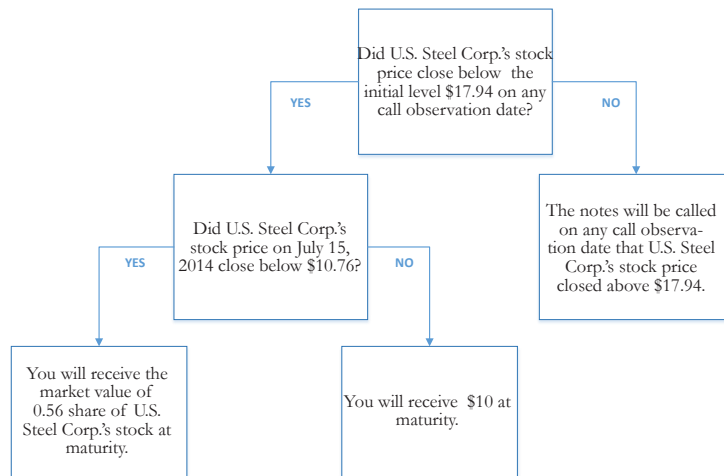 Did U.S. Steel Corp.'s stock
price close below the
initial level $17.94 on any
call observation date?
YES
NO
Did U.S. Steel Corp.'s
stock price on July 15,
2014 close below $10.76?
The notes will be called
on any call observa-
tion date that U.S. Steel
Corp.'s stock price
closed above $17.94.
YES
NO
You will receive the
market value of
0.56 share of U.S.
Steel Corp.'s stock at
maturity.
You will receive $10 at
maturity.